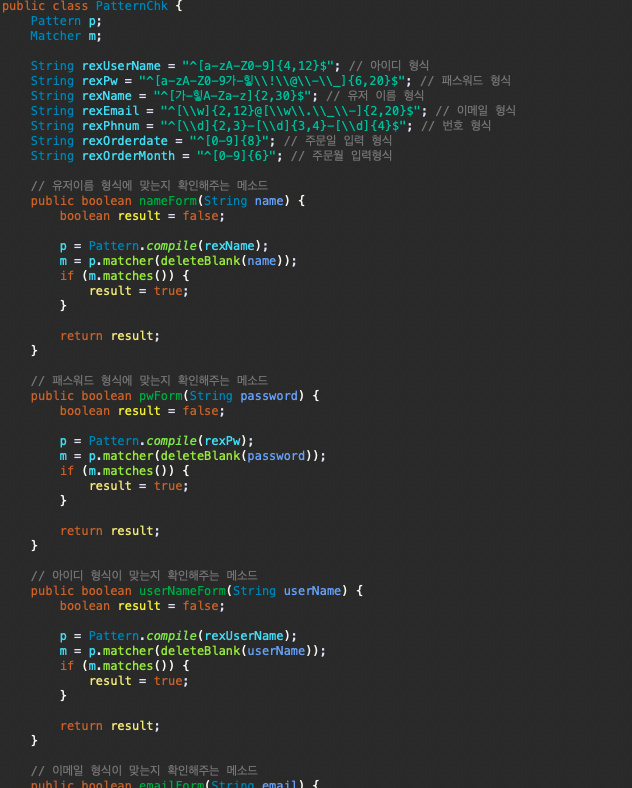 public class PatternChk {
Pattern p;
Matcher m;
String rexUserName = "^[a-zA-Z0-9]{4,12}$"; // 아이디 형식
String rexPw = "^[a-zA-Z0-9가-힣\\!\\@\\-\\_]{6,20}$"; // 패스워드 형식
String rexName = "^[가-힣A-Za-z]{2,30}$"; // 유저 이름 형식
String rexEmail = "^[\\w]{2,12}@[\\w\\.\\_\\-]{2,20}$"; // 이메일 형식
String rexPhnum = "^[\\d]{2,3}-[\\d]{3,4}-[\\d]{4}$"; // 번호 형식
String rexOrderdate = "^[0-9]{8}"; // 주문일 입력 형식
String rexOrderMonth = "^[0-9]{6}"; // 주문월 입력형식
// 유저이름 형식에 맞는지 확인해주는 메소드
public boolean nameForm(String name) {
boolean result = false;
p = Pattern.compile(rexName);
m = p.matcher(deleteBlank(name));
if (m.matches()) {
result = true;
}
return result;
}
// 패스워드 형식에 맞는지 확인해주는 메소드
public boolean pwForm(String password) {
boolean result = false;
p = Pattern.compile(rexPw);
m = p.matcher(deleteBlank(password));
if (m.matches()) {
result = true;
}
return result;
}
// 아이디 형식이 맞는지 확인해주는 메소드
public boolean userNameForm(String userName) {
boolean result = false;
p = Pattern.compile(rexUserName);
m = p.matcher(deleteBlank(userName));
if (m.matches()) {
result = true;
}
return result;
}
// 이메일 형식이 맞는지 확인해주는 메소드
public boolean emailForm(String email) {